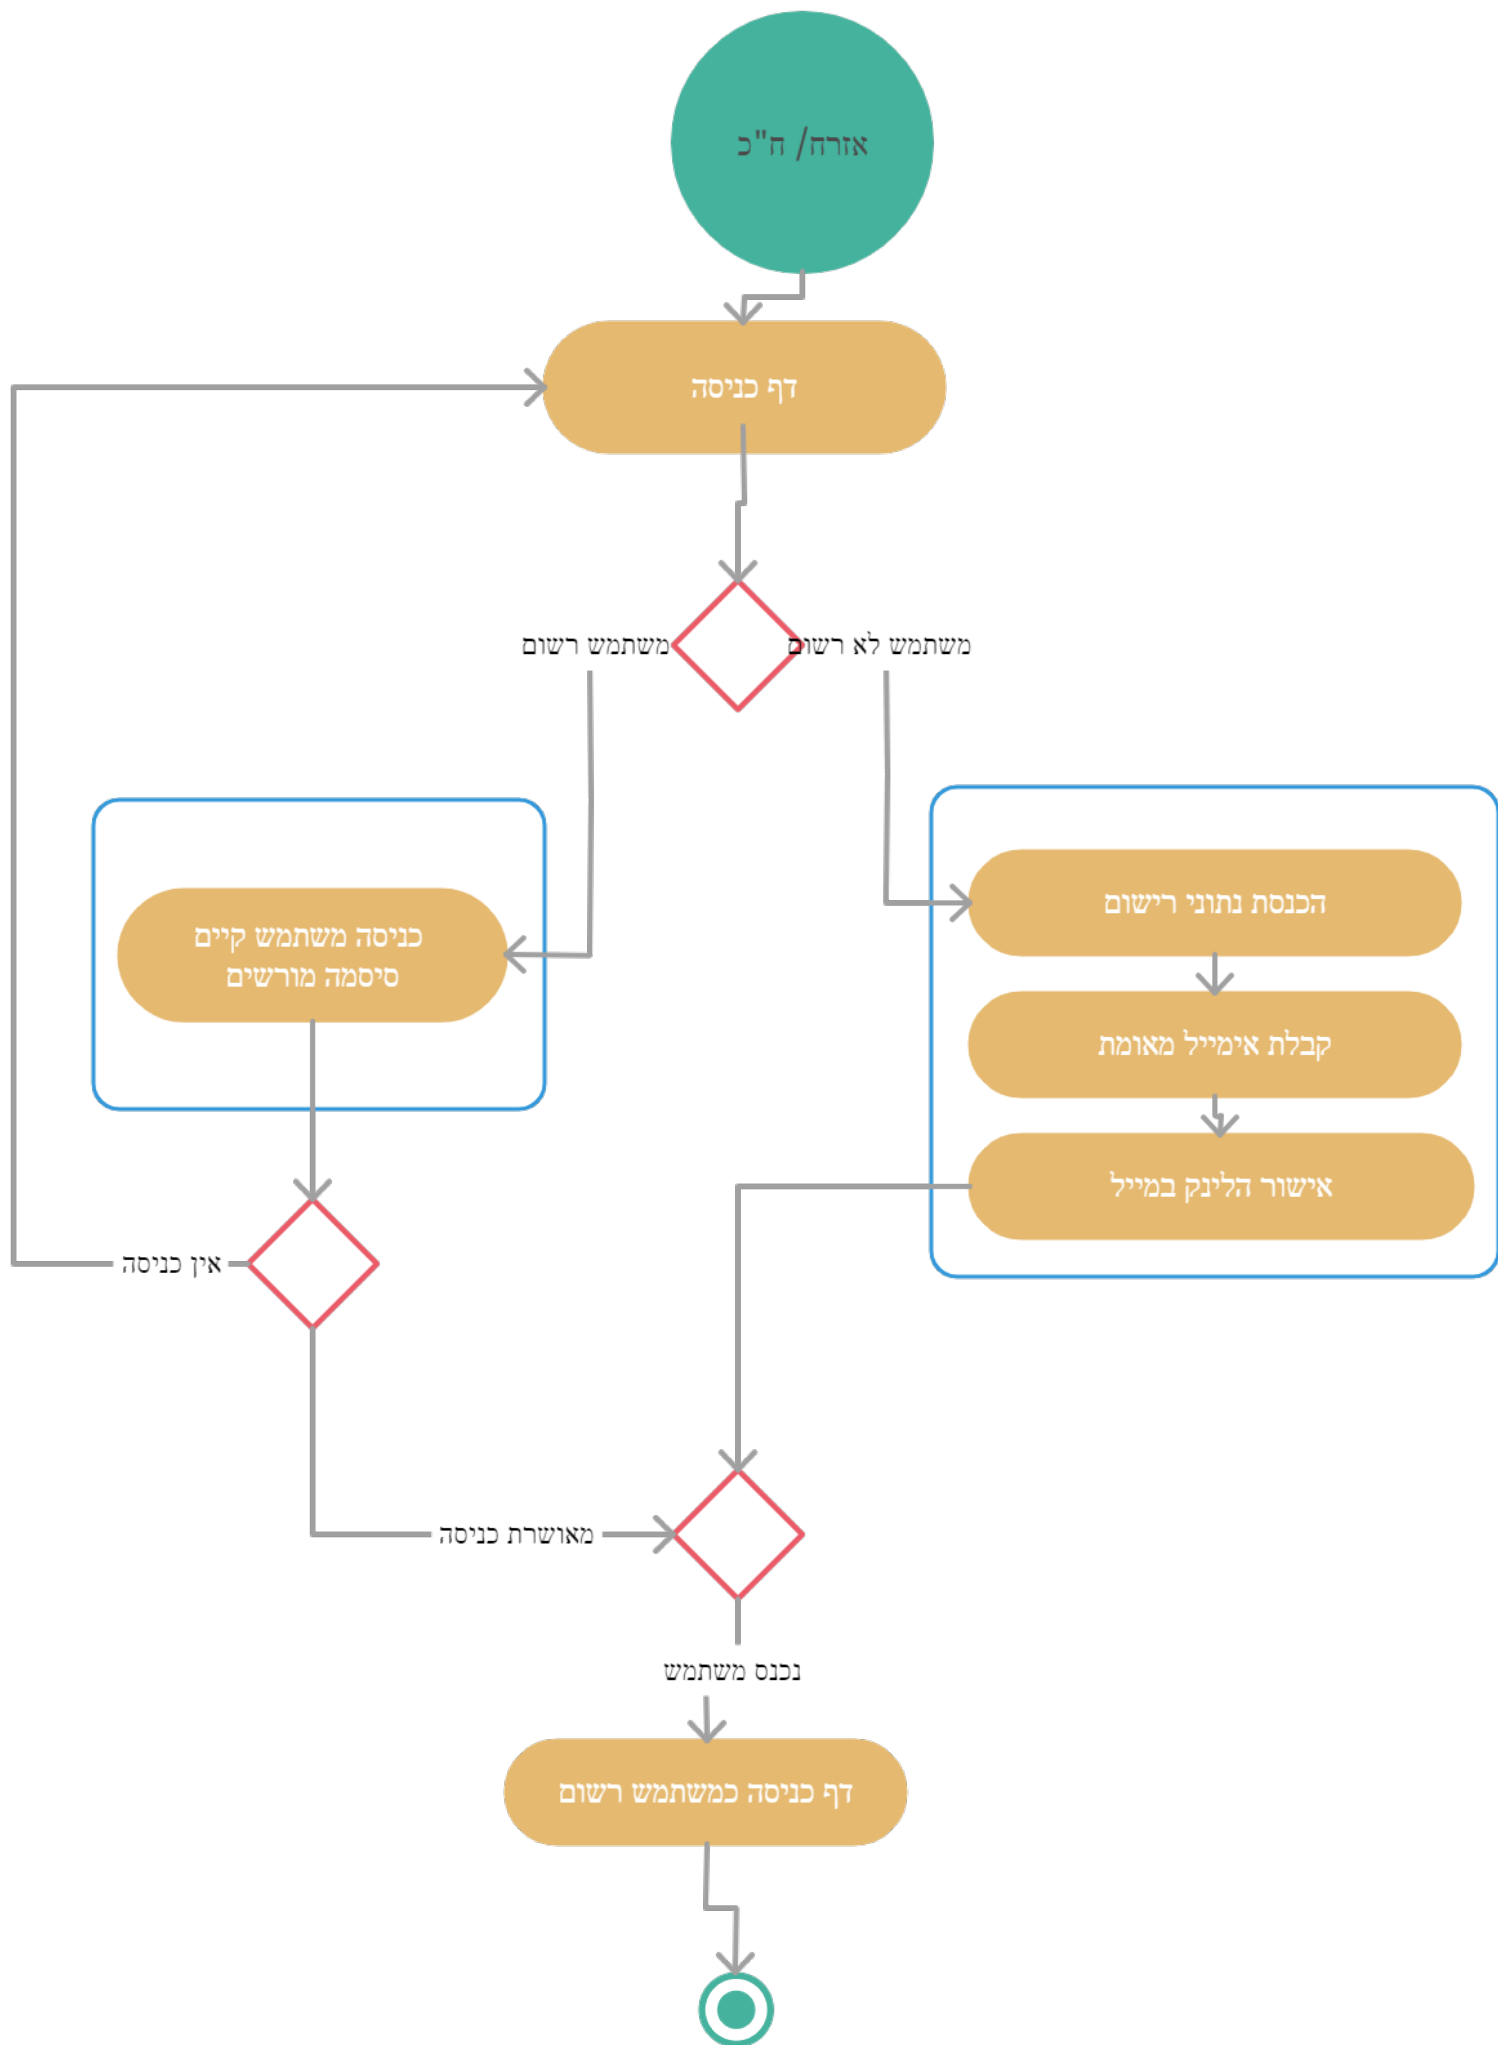 אזרח/ ח"כ
דף כניסה
משתמש לא רשום
משתמש רשום
הכנסת נתוני רישום
כניסה משתמש קיים
סיסמה מורשים
קבלת אימייל מאומת
אישור הלינק במייל
אין כניסה
מאושרת כניסה
נכנס משתמש
דף כניסה כמשתמש רשום